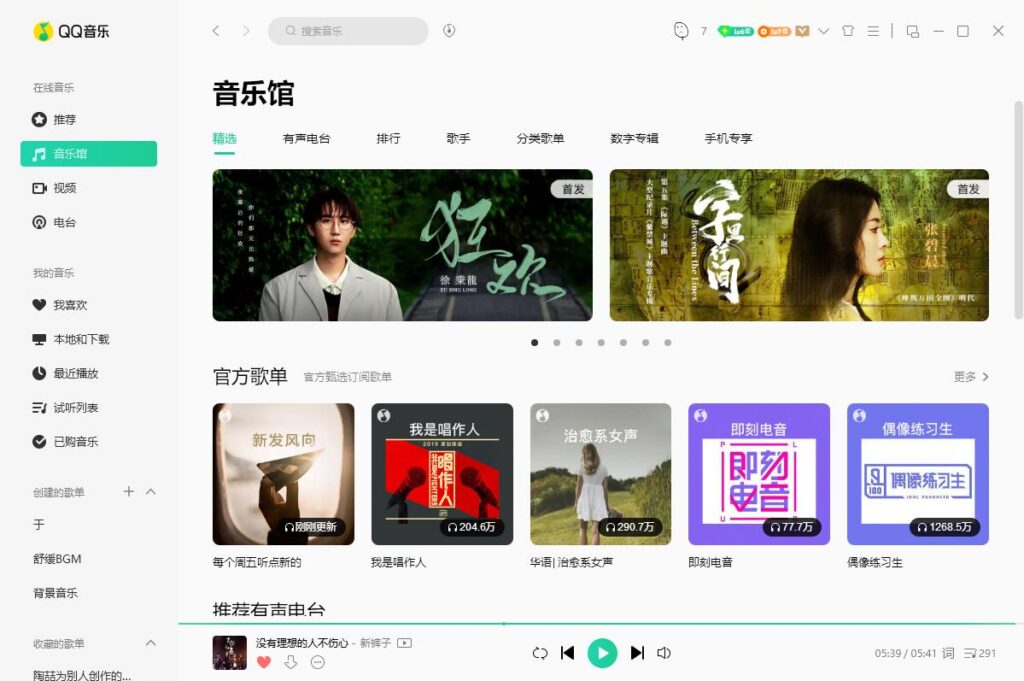 QQ音乐
搜索音乐
7
Lv6
Lv7
在线音乐
推荐
音乐馆
视频
电台
我的音乐
我喜欢
本地和下载
最近播放
试听列表
已购音乐
创建的歌单
于
舒缓BGM
背景音乐
收藏的歌单
陶喆为别人创作的...
音乐馆
精选 有声电台 排行 歌手 分类歌单 数字专辑 手机专享
首发
狂欢
徐秉龍
XU BING LONG
首发
字里行间
Between the Lines
张碧晨
官方歌单 官方甄选订阅歌单
更多
新发风向
刚刚更新
每个周五听点新的
我是唱作人
唱作人
204.6万
我是唱作人
治愈系女声
290.7万
华语| 治愈系女声
即刻电音
即刻电音
77.7万
即刻电音
偶像练习生
100
偶像练习生
IDOL PRODUCER
1268.5万
偶像练习生
推荐有声电台
没有理想的人不伤心 - 新裤子
05:39 / 05:41 词 291